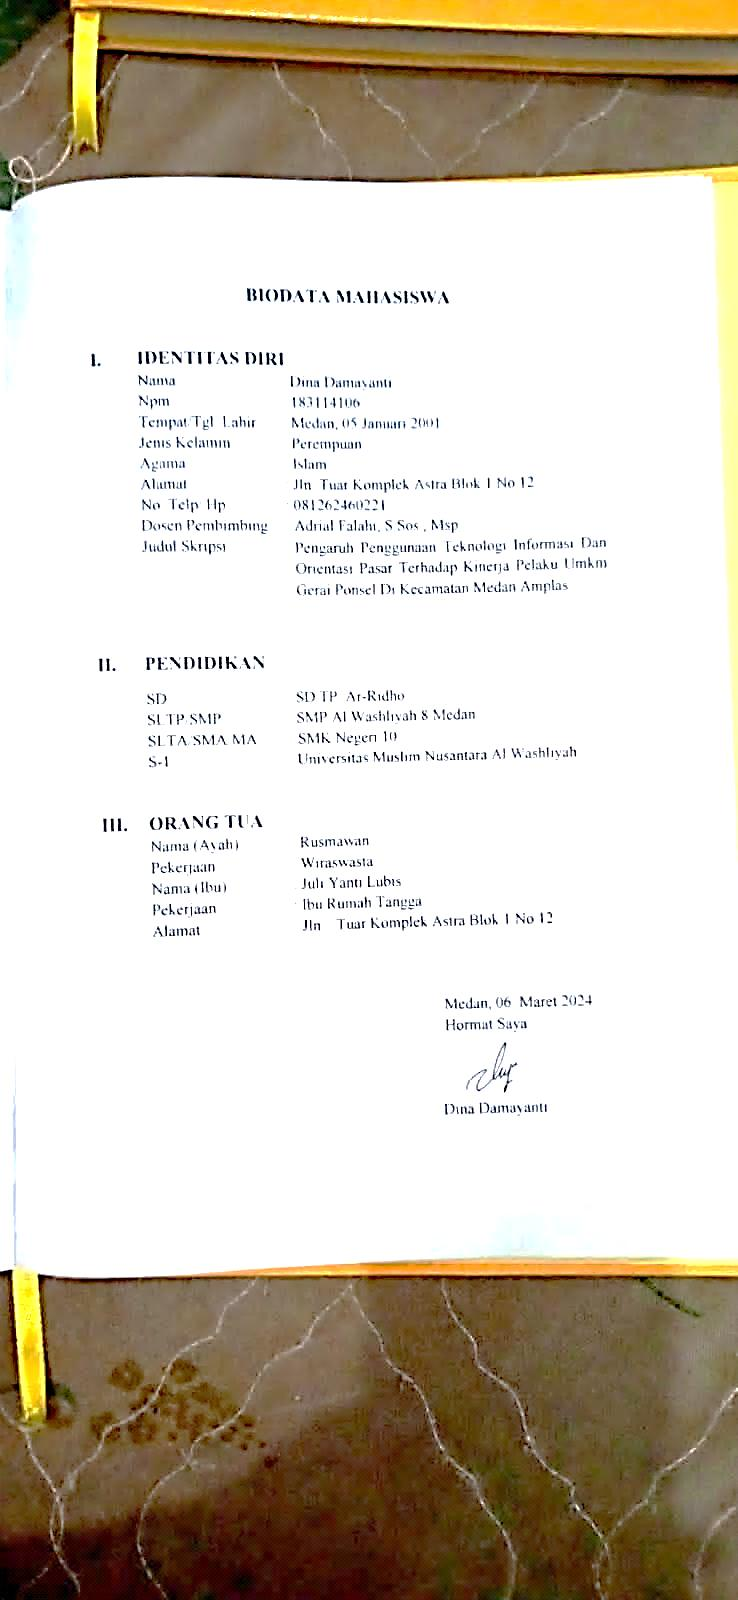 BIODATA MAHASISWA
I. IDENTITAS DIRI
Nama Dina Damayanti
Npm 183114106
Tempat/Tgl. Lahir Medan, 05 Januari 2001
Jenis Kelamin Perempuan
Agama Islam
Alamat Jln. Tuar Komplek Astra Blok 1 No 12
No. Telp/Hp : 081262460221
Dosen Pembimbing Adrial Falahi, S.Sos., Msp
Judul Skripsi Pengaruh Penggunaan Teknologi Informasi Dan
Orientasi Pasar Terhadap Kinerja Pelaku Umkm
Gerai Ponsel Di Kecamatan Medan Amplas
II. PENDIDIKAN
SD SD TP. Ar-Ridho
SLTP/SMP SMP Al Washliyah 8 Medan
SLTA/SMA/MA SMK Negeri 10
S-1 Universitas Muslim Nusantara Al Washliyah
III. ORANG TUA
Nama (Ayah) Rusmawan
Pekerjaan Wiraswasta
Nama (Ibu) : Juli Yanti Lubis
Pekerjaan : Ibu Rumah Tangga
Alamat Jln. Tuar Komplek Astra Blok 1 No 12
Medan, 06 Maret 2024
Hormat Saya
Dina Damayanti